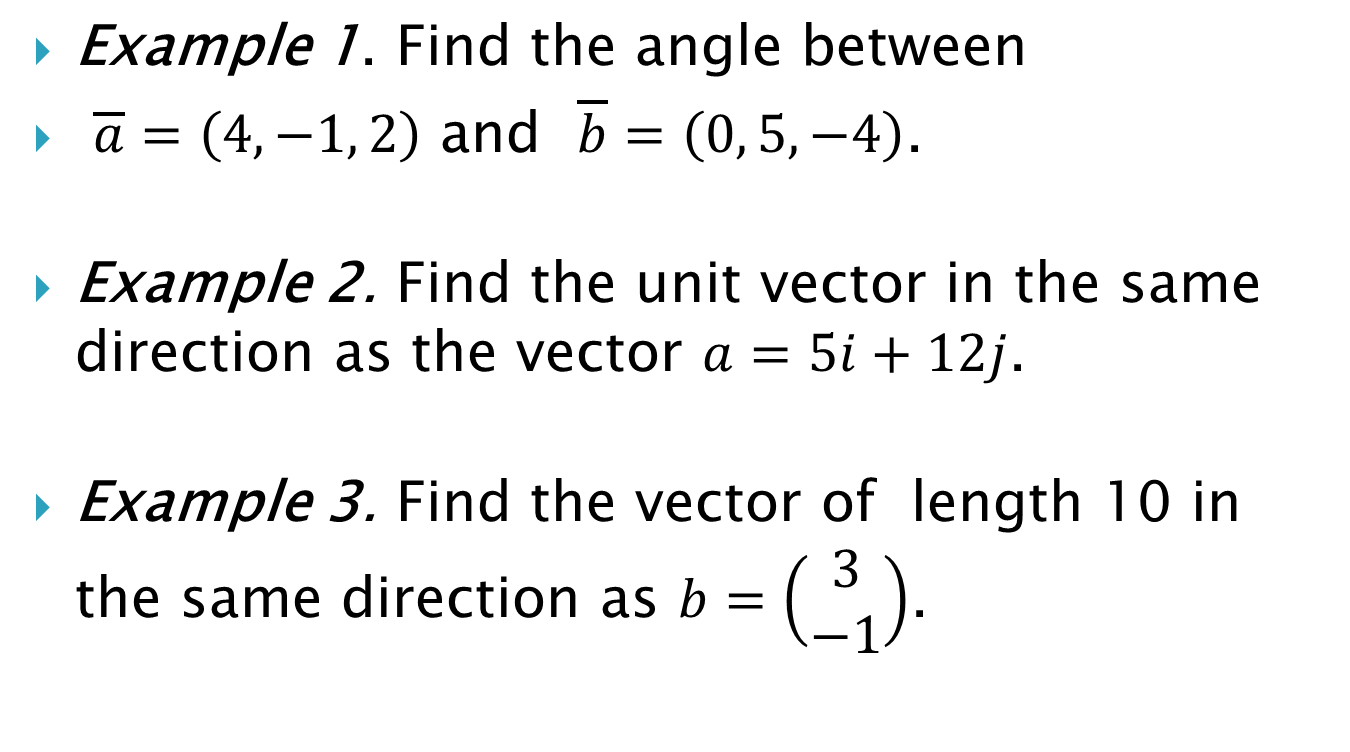 Example 1. Find the angle between
a̅ = (4, −1, 2) and b̅ = (0, 5, −4).
Example 2. Find the unit vector in the same
direction as the vector a = 5i + 12j.
Example 3. Find the vector of length 10 in
the same direction as b = (3
−1).